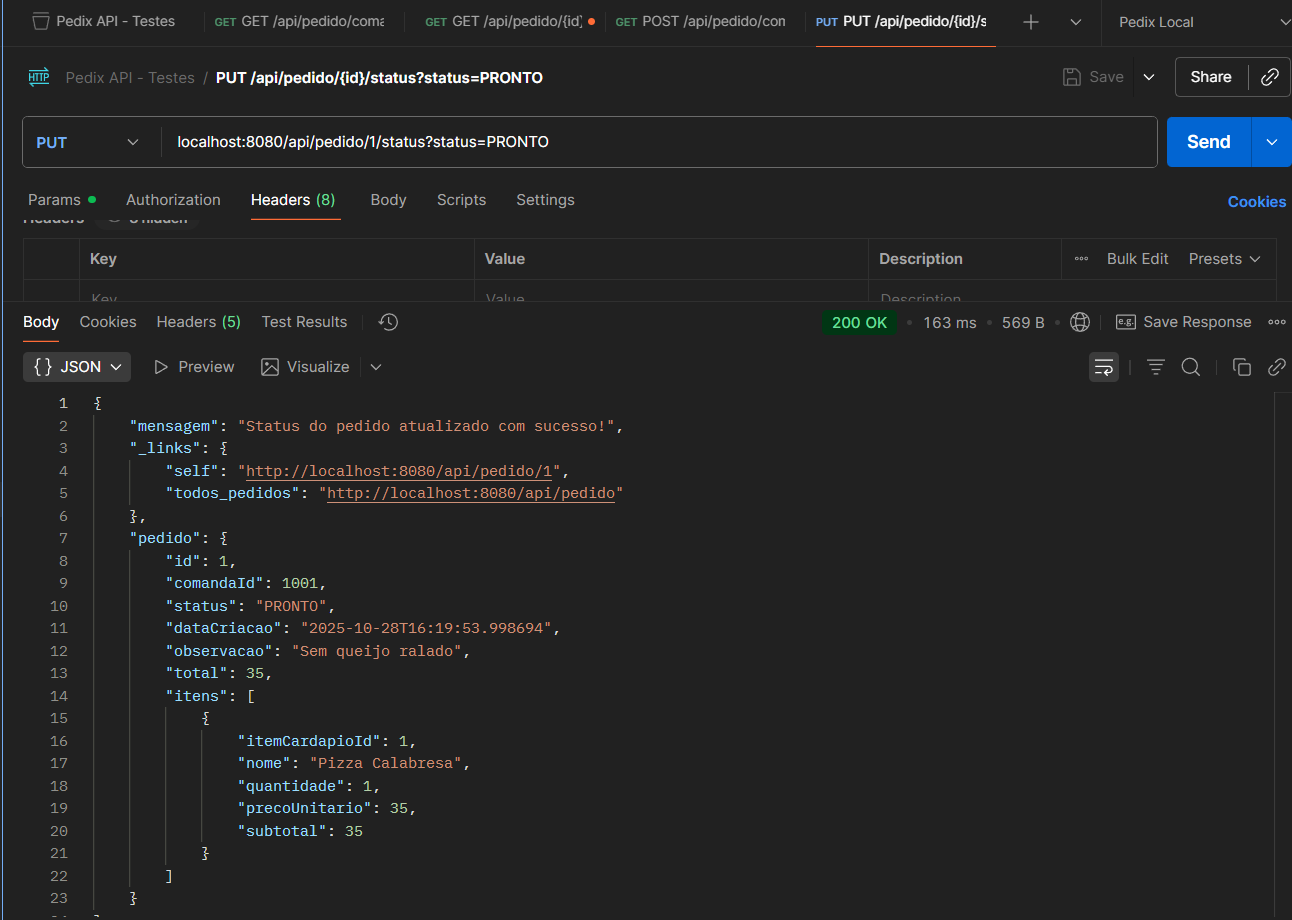 Pedix API - Testes GET GET /api/pedido/coma GET GET /api/pedido/{id} GET POST /api/pedido/con PUT PUT /api/pedido/{id}/s Pedix Local
HTTP Pedix API - Testes / PUT /api/pedido/{id}/status?status=PRONTO Save Share
PUT localhost:8080/api/pedido/1/status?status=PRONTO Send
Params Authorization Headers (8) Body Scripts Settings Cookies
Headers hidden
Key Value Description Bulk Edit Presets
Key Value Description
Body Cookies Headers (5) Test Results 200 OK 163 ms 569 B e.g. Save Response
{} JSON Preview Visualize
1 {
2 "mensagem": "Status do pedido atualizado com sucesso!",
3 "_links": {
4 "self": "http://localhost:8080/api/pedido/1",
5 "todos_pedidos": "http://localhost:8080/api/pedido"
6 },
7 "pedido": {
8 "id": 1,
9 "comandaId": 1001,
10 "status": "PRONTO",
11 "dataCriacao": "2025-10-28T16:19:53.998694",
12 "observacao": "Sem queijo ralado",
13 "total": 35,
14 "itens": [
15 {
16 "itemCardapioId": 1,
17 "nome": "Pizza Calabresa",
18 "quantidade": 1,
19 "precoUnitario": 35,
20 "subtotal": 35
21 }
22 ]
23 }